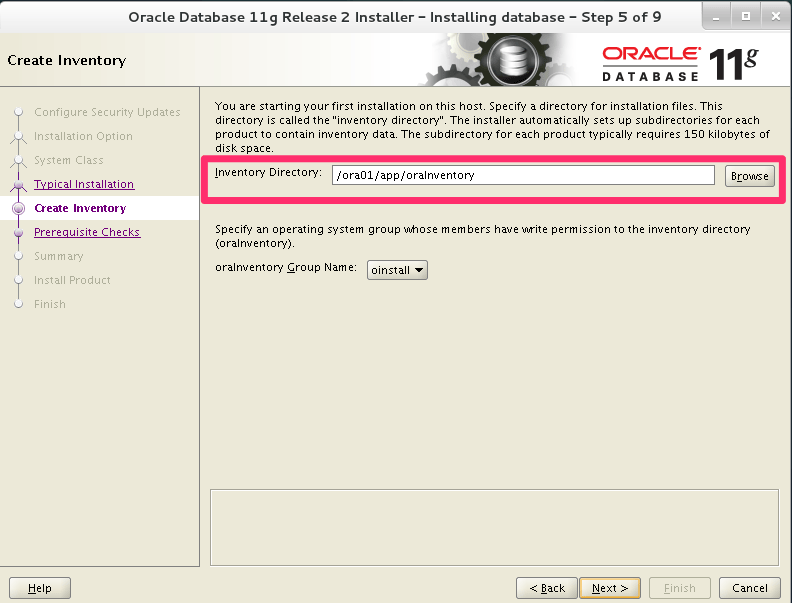 Oracle Database 11g Release 2 Installer – Installing database – Step 5 of 9
Create Inventory
ORACLE
DATABASE
11g
Configure Security Updates
Installation Option
System Class
Typical Installation
Create Inventory
Prerequisite Checks
Summary
Install Product
Finish
You are starting your first installation on this host. Specify a directory for installation files. This
directory is called the "inventory directory". The installer automatically sets up subdirectories for each
product to contain inventory data. The subdirectory for each product typically requires 150 kilobytes of
disk space.
Inventory Directory: /ora01/app/oraInventory Browse
Specify an operating system group whose members have write permission to the inventory directory
(oraInventory).
oraInventory Group Name: oinstall
Help < Back Next > Finish Cancel